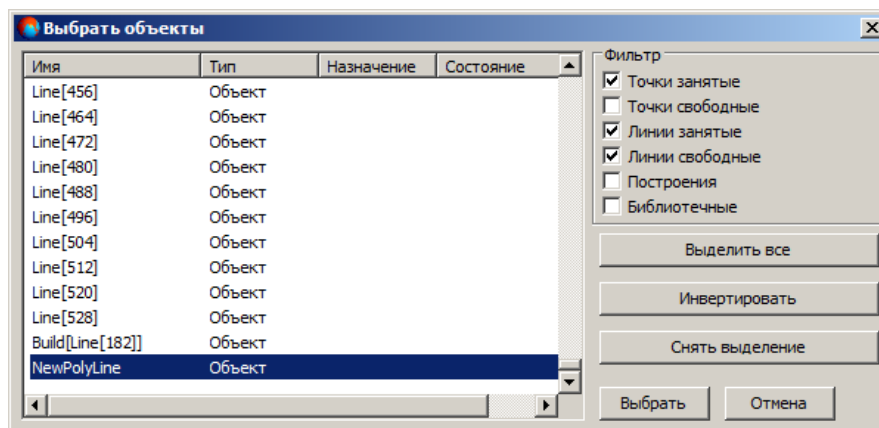 Выбрать объекты
Имя Тип Назначение Состояние
Line[456] Объект
Line[464] Объект
Line[472] Объект
Line[480] Объект
Line[488] Объект
Line[496] Объект
Line[504] Объект
Line[512] Объект
Line[520] Объект
Line[528] Объект
Build[Line[182]] Объект
NewPolyLine Объект
Фильтр
Точки занятые
Точки свободные
Линии занятые
Линии свободные
Построения
Библиотечные
Выделить все
Инвертировать
Снять выделение
Выбрать Отмена